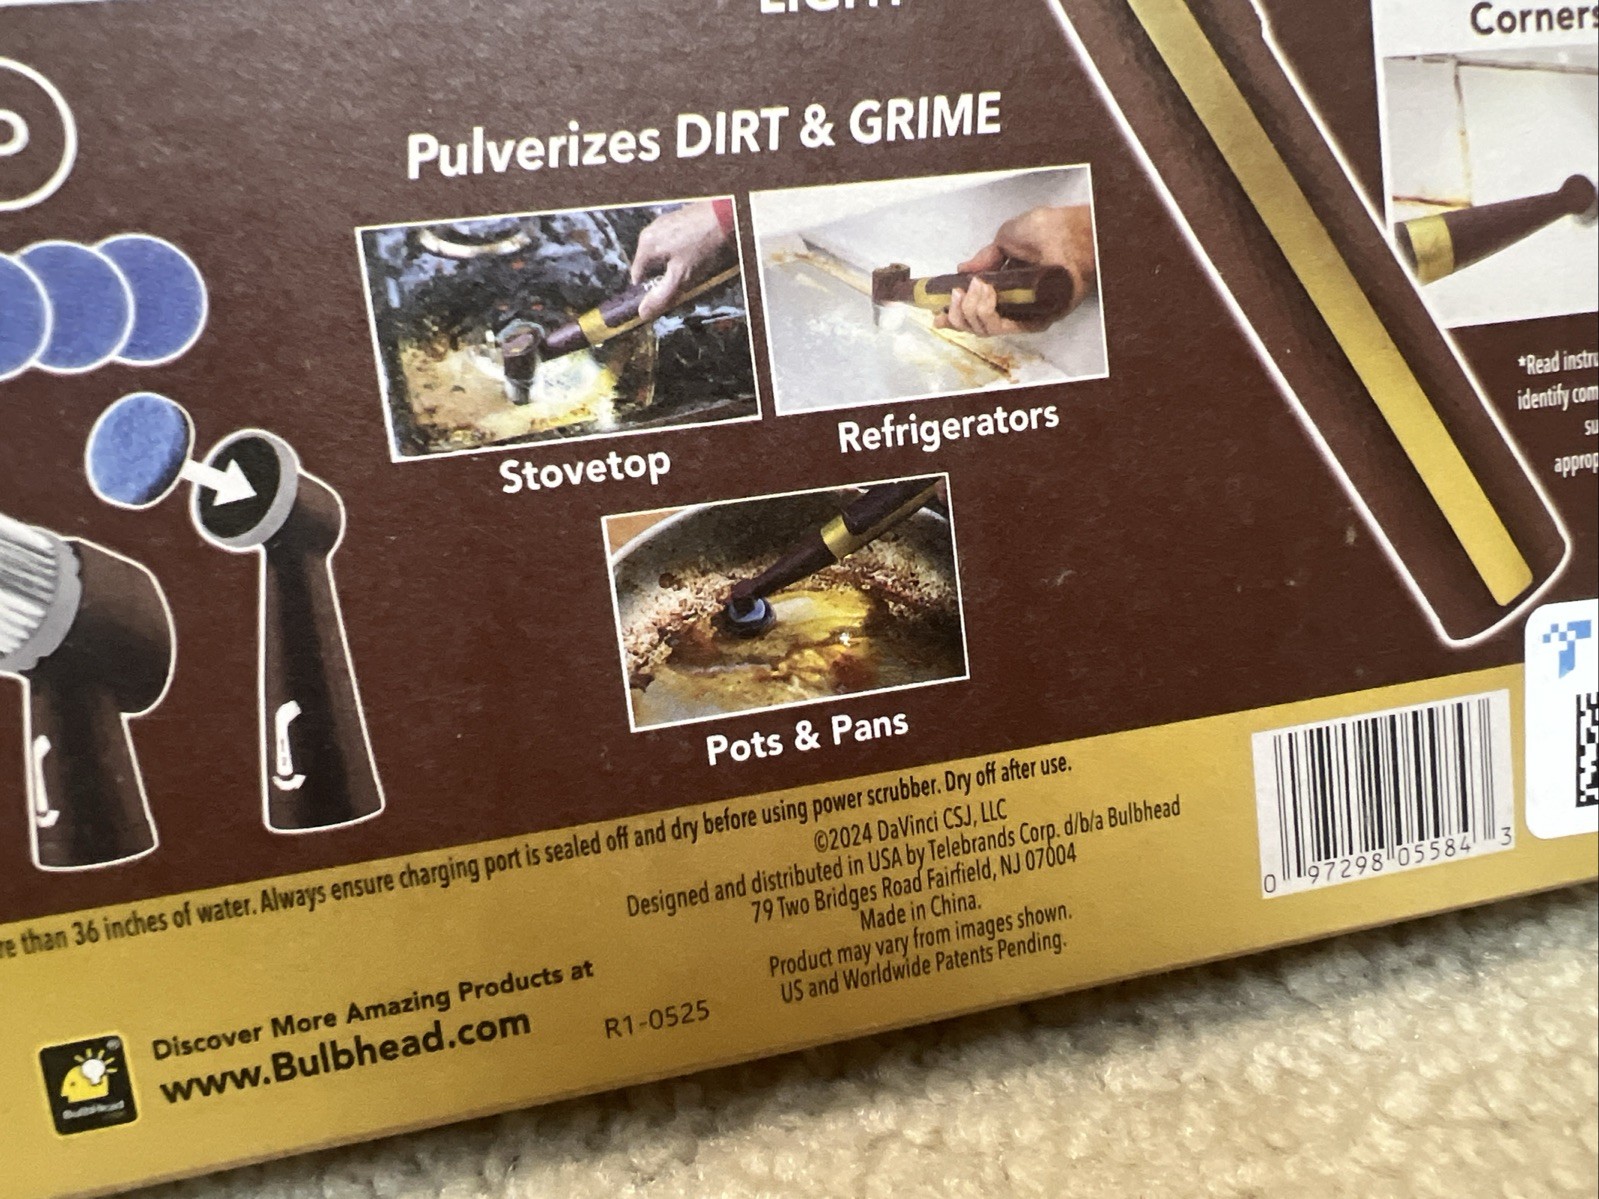 LIGHT
Corners
Pulverizes DIRT & GRIME
Stovetop
Refrigerators
Pots & Pans
*Read instru
identify com
su
approp
re than 36 inches of water. Always ensure charging port is sealed off and dry before using power scrubber. Dry off after use.
©2024 DaVinci CSJ, LLC
Designed and distributed in USA by Telebrands Corp. d/b/a Bulbhead
79 Two Bridges Road Fairfield, NJ 07004
Made in China.
Product may vary from images shown.
US and Worldwide Patents Pending.
Discover More Amazing Products at
www.Bulbhead.com
R1-0525
BulbHead
0 97298 05584 3